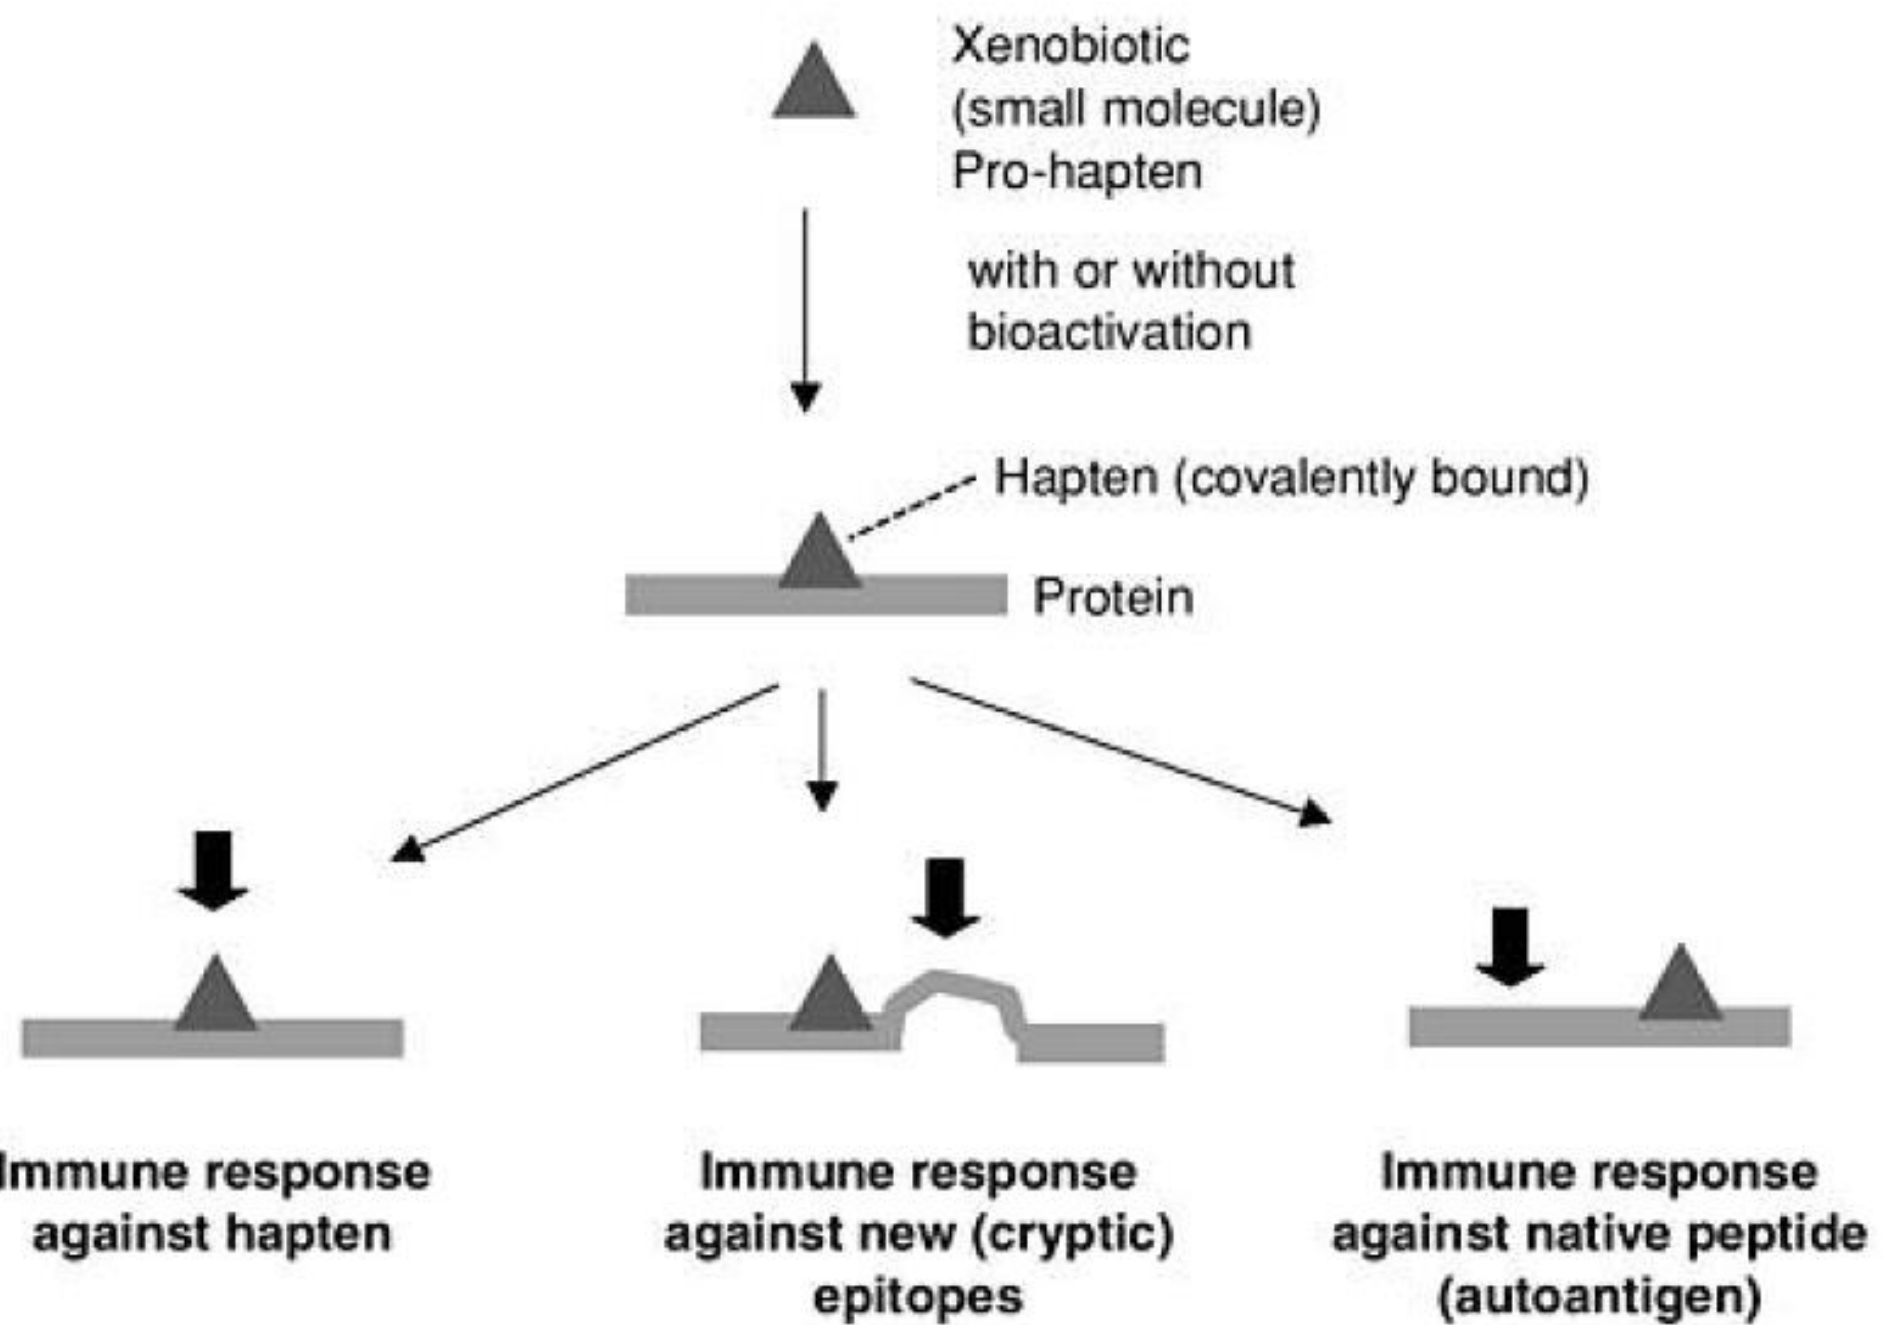 Xenobiotic
(small molecule)
Pro-hapten
with or without
bioactivation
Hapten (covalently bound)
Protein
Immune response
against hapten
Immune response
against new (cryptic)
epitopes
Immune response
against native peptide
(autoantigen)